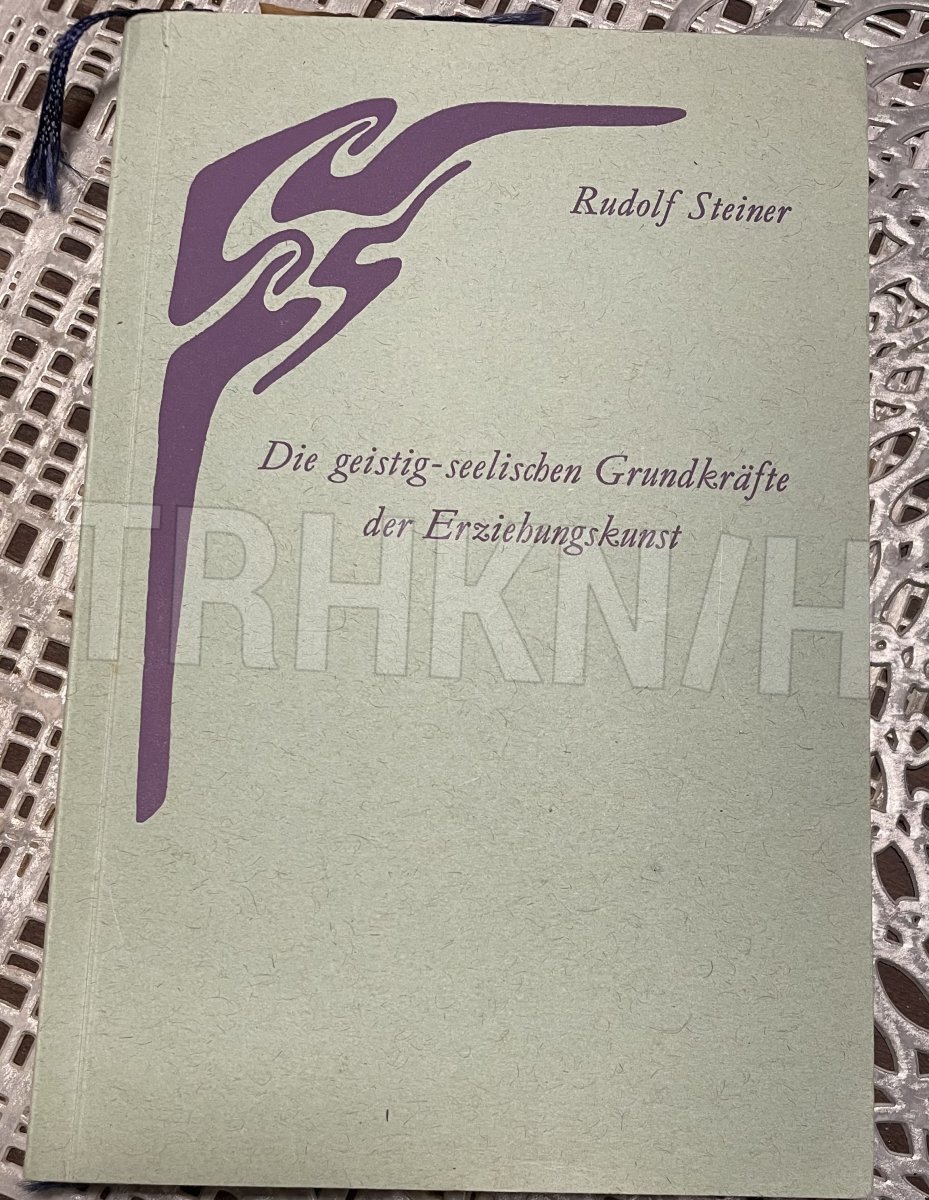 Rudolf Steiner
Die geistig-seelischen Grundkräfte
der Erziehungskunst
TRHKN/H